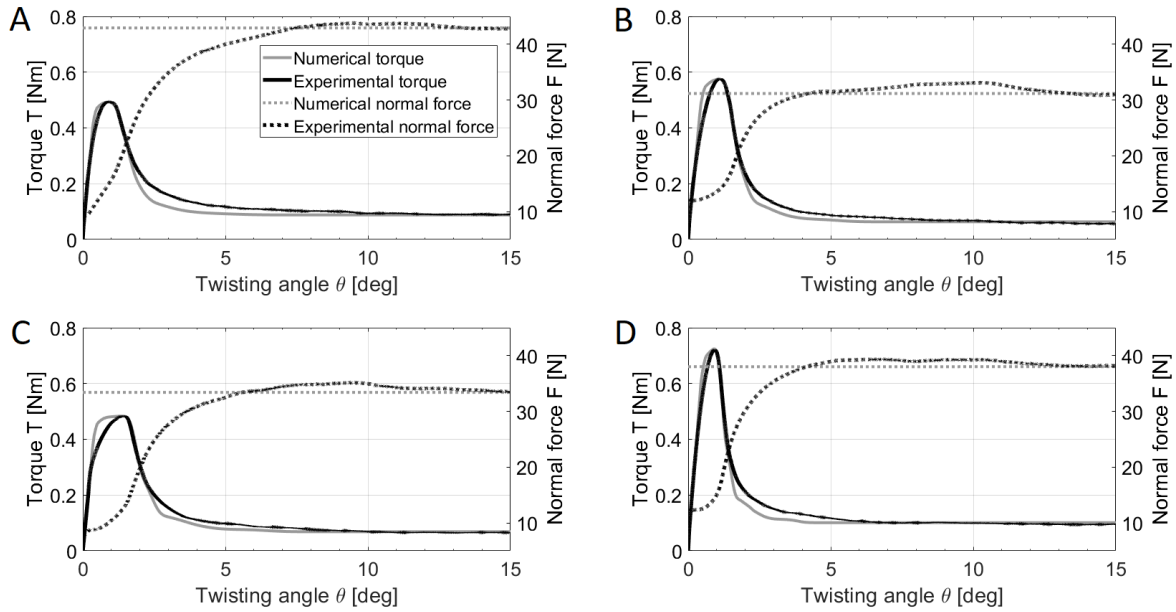 A
0.8
0.6
0.4
0.2
0
Torque T [Nm]
40
30
20
10
Normal force F [N]
0
5
10
15
Twisting angle θ [deg]
Numerical torque
Experimental torque
Numerical normal force
Experimental normal force
B
0.8
0.6
0.4
0.2
0
Torque T [Nm]
40
30
20
10
Normal force F [N]
0
5
10
15
Twisting angle θ [deg]
C
0.8
0.6
0.4
0.2
0
Torque T [Nm]
40
30
20
10
Normal force F [N]
0
5
10
15
Twisting angle θ [deg]
D
0.8
0.6
0.4
0.2
0
Torque T [Nm]
40
30
20
10
Normal force F [N]
0
5
10
15
Twisting angle θ [deg]